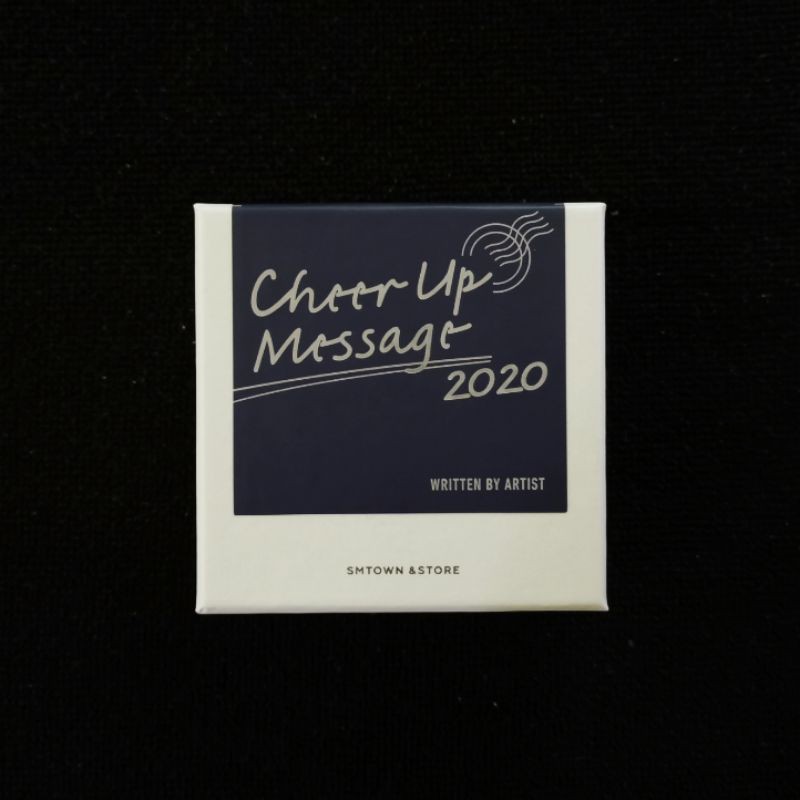 Cheer Up
Message
2020
WRITTEN BY ARTIST
SMTOWN &STORE